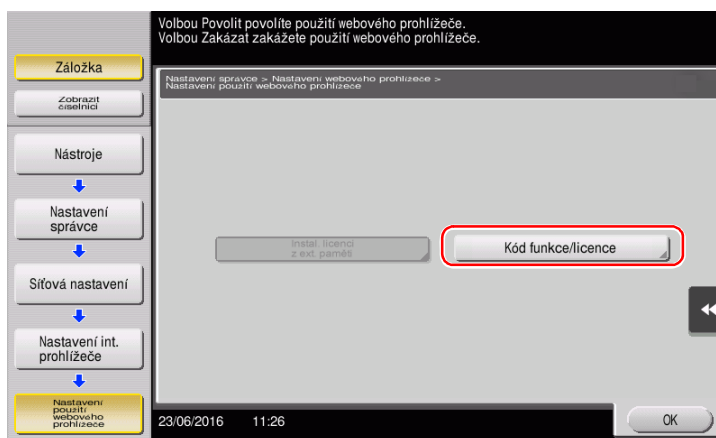 Volbou Povolit povolíte použití webového prohlížeče.
Volbou Zakázat zakážete použití webového prohlížeče.
Záložka
Zobrazit
číselníci
Nastavení správce > Nastavení webového prohlížeče >
Nastavení použití webového prohlížeče
Nástroje
Nastavení
správce
Síťová nastavení
Nastavení int.
prohlížeče
Nastavení
použití
webového
prohlížeče
Instal. licencí
z ext. paměti
Kód funkce/licence
23/06/2016 11:26
OK